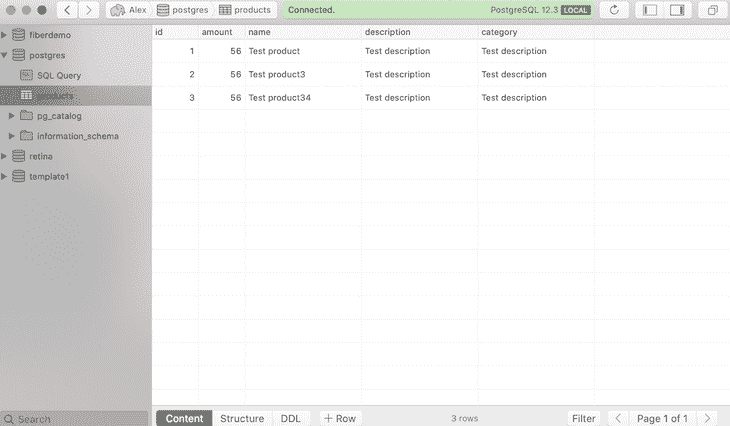 Alex postgres products Connected. PostgreSQL 12.3 LOCAL
fiberdemo
postgres
SQL Query
products
pg_catalog
information_schema
retina
template1
id amount name description category
1 56 Test product Test description Test description
2 56 Test product3 Test description Test description
3 56 Test product34 Test description Test description
Search Content Structure DDL + Row 3 rows Filter Page 1 of 1